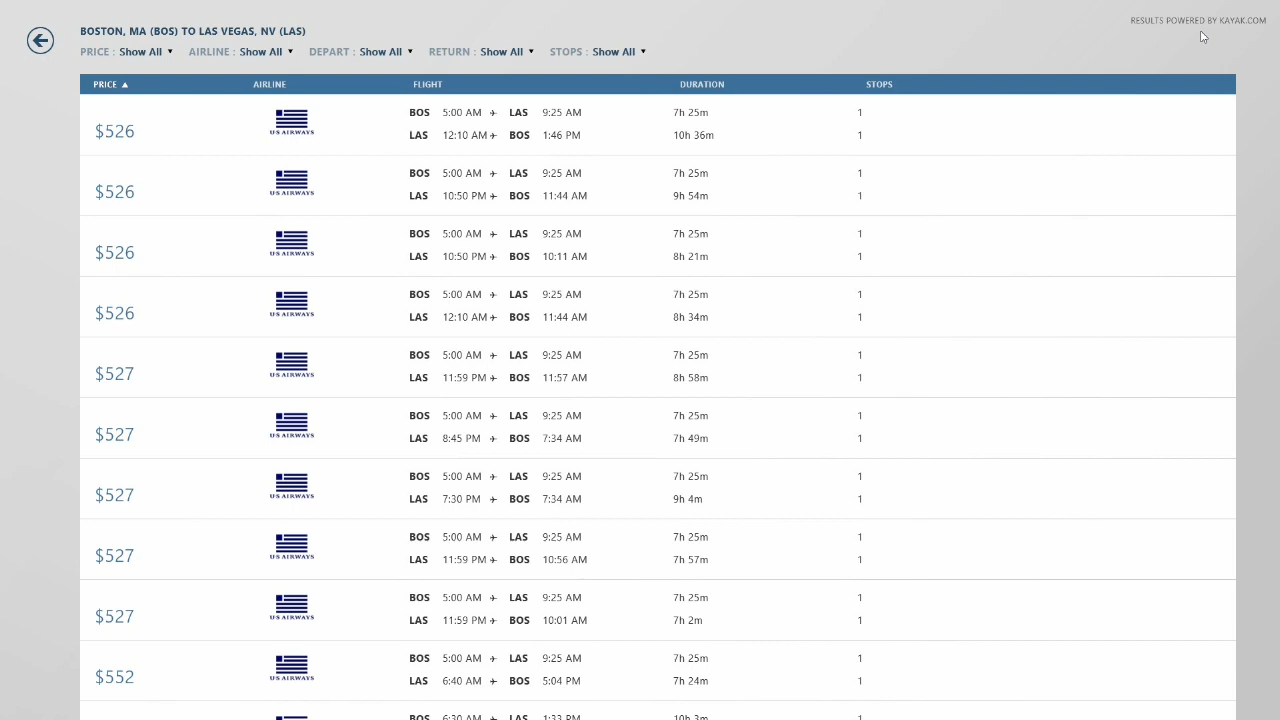 RESULTS POWERED BY KAYAK.COM
BOSTON, MA (BOS) TO LAS VEGAS, NV (LAS)
PRICE : Show All ▼ AIRLINE : Show All ▼ DEPART : Show All ▼ RETURN : Show All ▼ STOPS : Show All ▼
PRICE ▲ AIRLINE FLIGHT DURATION STOPS
BOS 5:00 AM LAS 9:25 AM 7h 25m 1
$526 US AIRWAYS
LAS 12:10 AM BOS 1:46 PM 10h 36m 1
BOS 5:00 AM LAS 9:25 AM 7h 25m 1
$526 US AIRWAYS
LAS 10:50 PM BOS 11:44 AM 9h 54m 1
BOS 5:00 AM LAS 9:25 AM 7h 25m 1
$526 US AIRWAYS
LAS 10:50 PM BOS 10:11 AM 8h 21m 1
BOS 5:00 AM LAS 9:25 AM 7h 25m 1
$526 US AIRWAYS
LAS 12:10 AM BOS 11:44 AM 8h 34m 1
BOS 5:00 AM LAS 9:25 AM 7h 25m 1
$527 US AIRWAYS
LAS 11:59 PM BOS 11:57 AM 8h 58m 1
BOS 5:00 AM LAS 9:25 AM 7h 25m 1
$527 US AIRWAYS
LAS 8:45 PM BOS 7:34 AM 7h 49m 1
BOS 5:00 AM LAS 9:25 AM 7h 25m 1
$527 US AIRWAYS
LAS 7:30 PM BOS 7:34 AM 9h 4m 1
BOS 5:00 AM LAS 9:25 AM 7h 25m 1
$527 US AIRWAYS
LAS 11:59 PM BOS 10:56 AM 7h 57m 1
BOS 5:00 AM LAS 9:25 AM 7h 25m 1
$527 US AIRWAYS
LAS 11:59 PM BOS 10:01 AM 7h 2m 1
BOS 5:00 AM LAS 9:25 AM 7h 25m 1
$552 US AIRWAYS
LAS 6:40 AM BOS 5:04 PM 7h 24m 1
BOS 6:30 AM LAS 1:33 PM 10h 3m 1